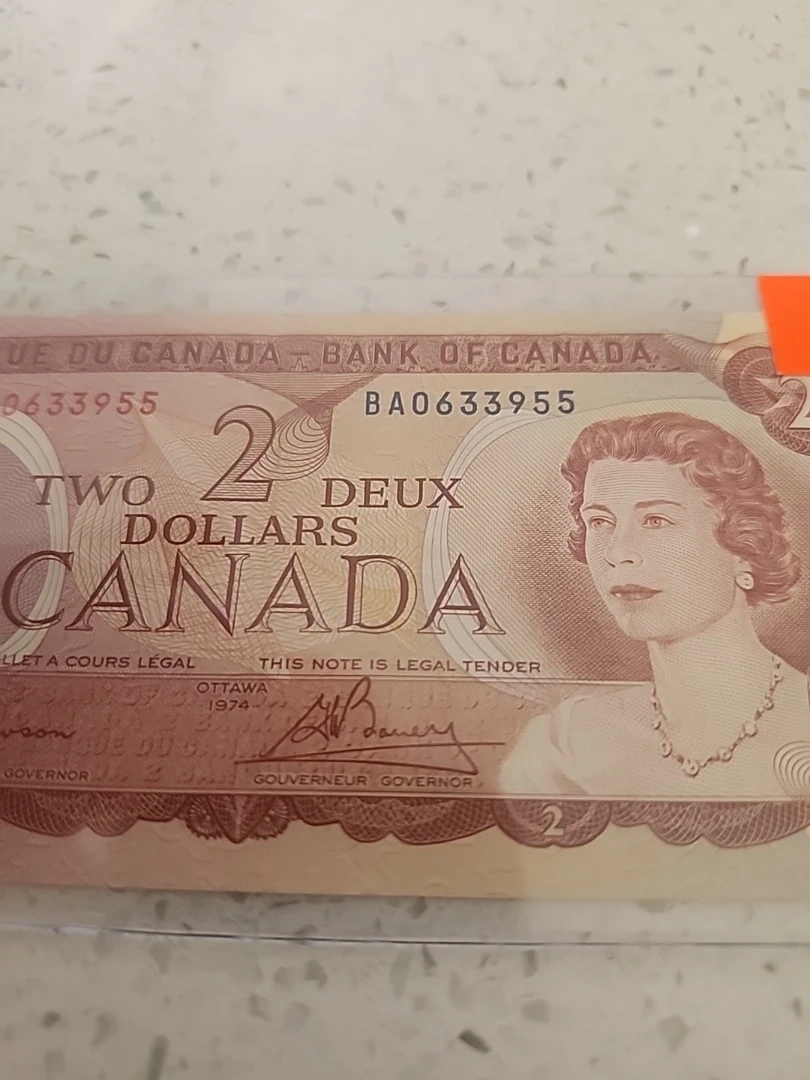 UE DU CANADA – BANK OF CANADA
0633955 BA0633955
2
2
TWO DEUX
DOLLARS
CANADA
LLET A COURS LÉGAL THIS NOTE IS LEGAL TENDER
OTTAWA
1974
GOVERNOR GOUVERNEUR - GOVERNOR
2